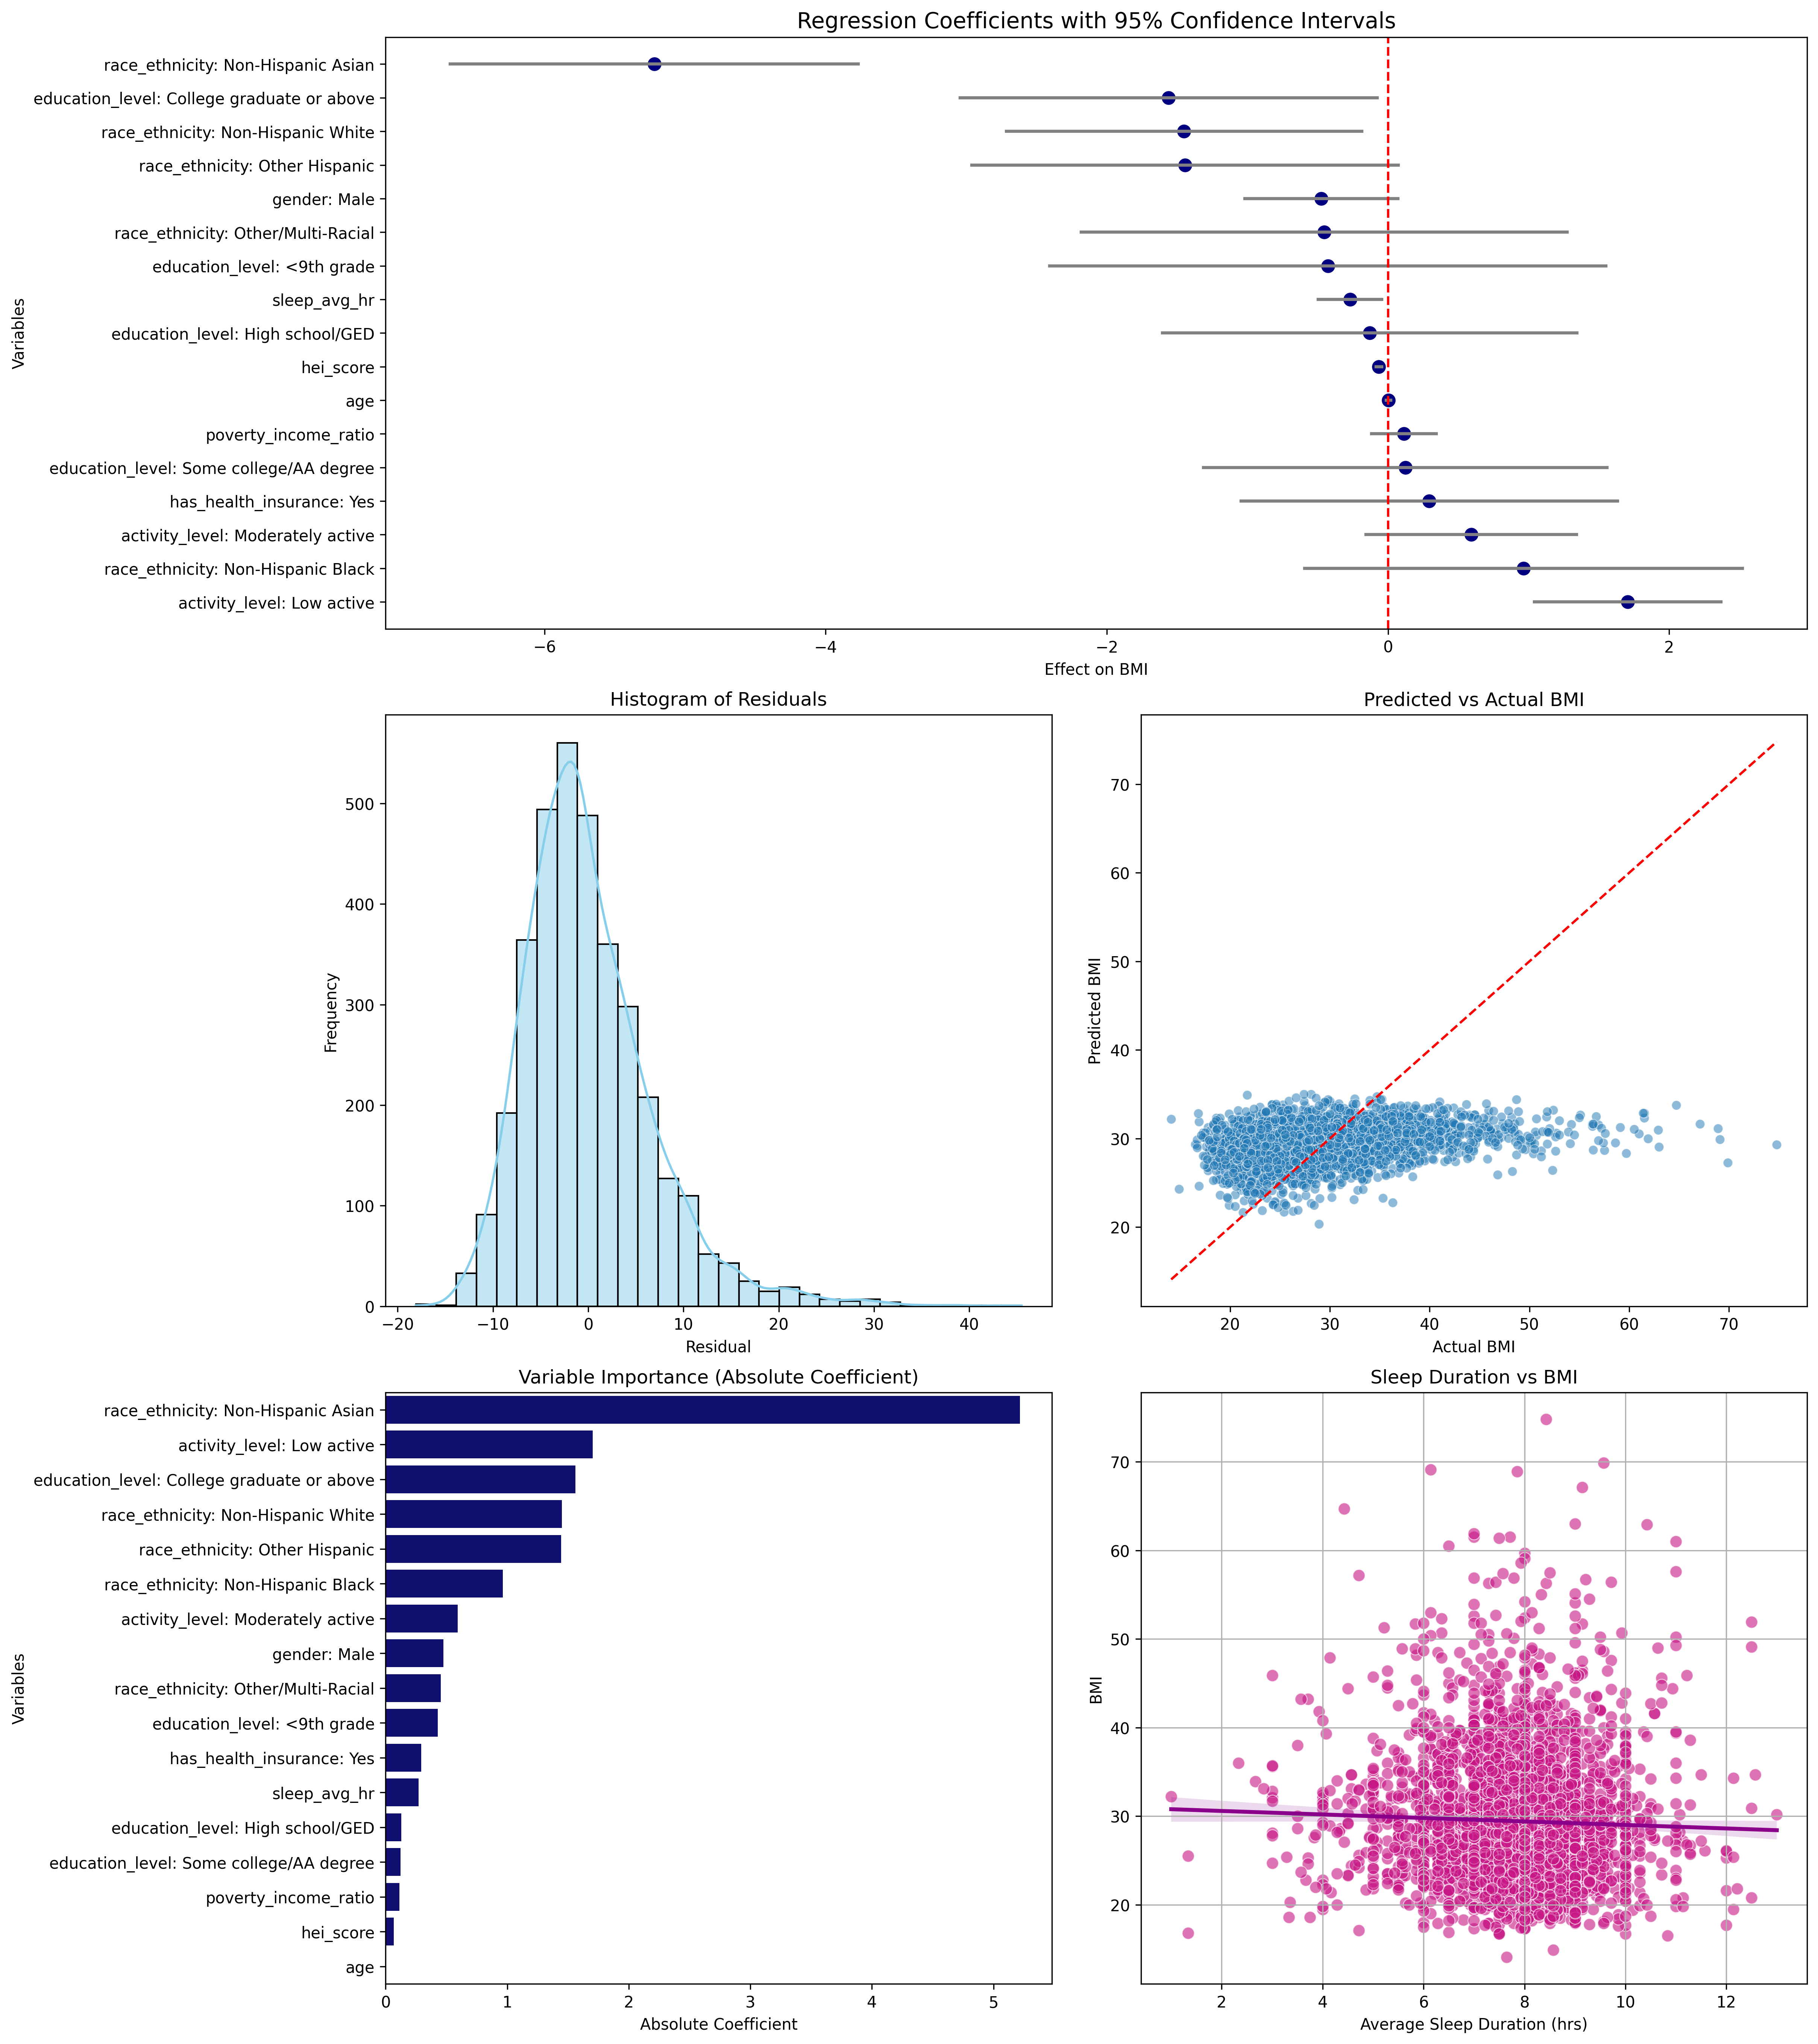 Regression Coefficients with 95% Confidence Intervals
Variables
race_ethnicity: Non-Hispanic Asian
education_level: College graduate or above
race_ethnicity: Non-Hispanic White
race_ethnicity: Other Hispanic
gender: Male
race_ethnicity: Other/Multi-Racial
education_level: <9th grade
sleep_avg_hr
education_level: High school/GED
hei_score
age
poverty_income_ratio
education_level: Some college/AA degree
has_health_insurance: Yes
activity_level: Moderately active
race_ethnicity: Non-Hispanic Black
activity_level: Low active
−6 −4 −2 0 2
Effect on BMI
Histogram of Residuals
Frequency
500
400
300
200
100
0
−20 −10 0 10 20 30 40
Residual
Predicted vs Actual BMI
Predicted BMI
70
60
50
40
30
20
20 30 40 50 60 70
Actual BMI
Variable Importance (Absolute Coefficient)
Variables
race_ethnicity: Non-Hispanic Asian
activity_level: Low active
education_level: College graduate or above
race_ethnicity: Non-Hispanic White
race_ethnicity: Other Hispanic
race_ethnicity: Non-Hispanic Black
activity_level: Moderately active
gender: Male
race_ethnicity: Other/Multi-Racial
education_level: <9th grade
has_health_insurance: Yes
sleep_avg_hr
education_level: High school/GED
education_level: Some college/AA degree
poverty_income_ratio
hei_score
age
0 1 2 3 4 5
Absolute Coefficient
Sleep Duration vs BMI
BMI
70
60
50
40
30
20
2 4 6 8 10 12
Average Sleep Duration (hrs)